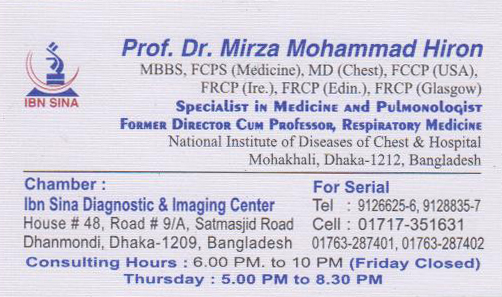 Prof. Dr. Mirza Mohammad Hiron
MBBS, FCPS (Medicine), MD (Chest), FCCP (USA),
FRCP (Ire.), FRCP (Edin.), FRCP (Glasgow)
Specialist in Medicine and Pulmonologist
Former Director Cum Professor, Respiratory Medicine
National Institute of Diseases of Chest & Hospital
Mohakhali, Dhaka-1212, Bangladesh
IBN SINA
Chamber :
Ibn Sina Diagnostic & Imaging Center
House # 48, Road # 9/A, Satmasjid Road
Dhanmondi, Dhaka-1209, Bangladesh
For Serial
Tel : 9126625-6, 9128835-7
Cell : 01717-351631
01763-287401, 01763-287402
Consulting Hours : 6.00 PM. to 10 PM (Friday Closed)
Thursday : 5.00 PM to 8.30 PM